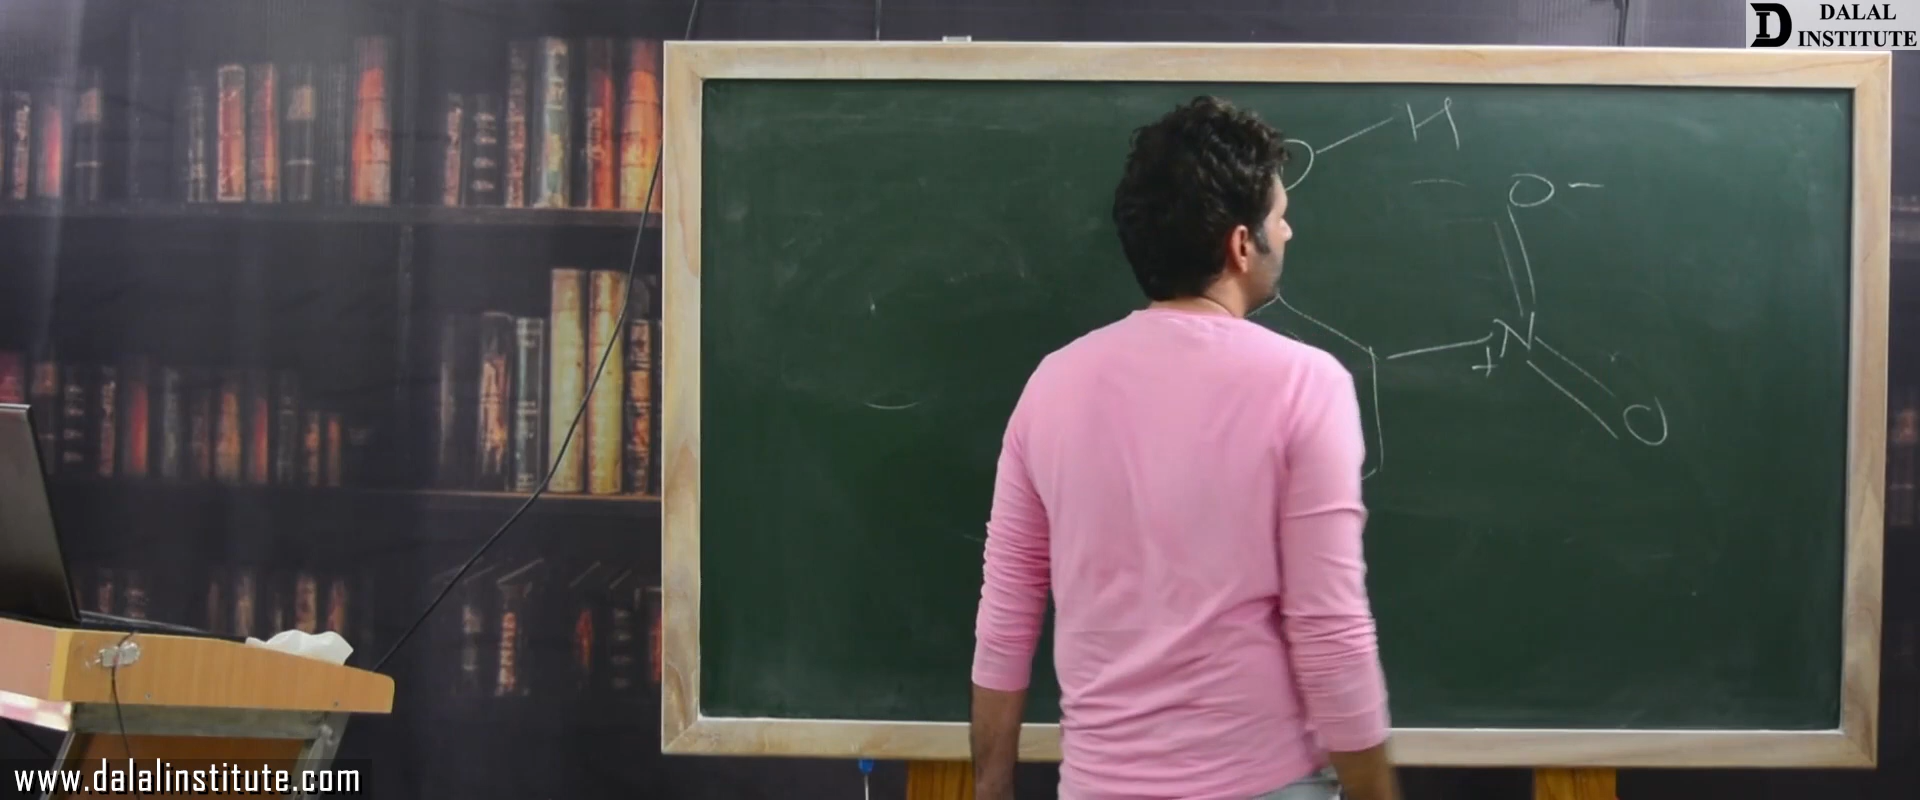 DALAL
INSTITUTE
O H
O -
N
+
O
www.dalalinstitute.com